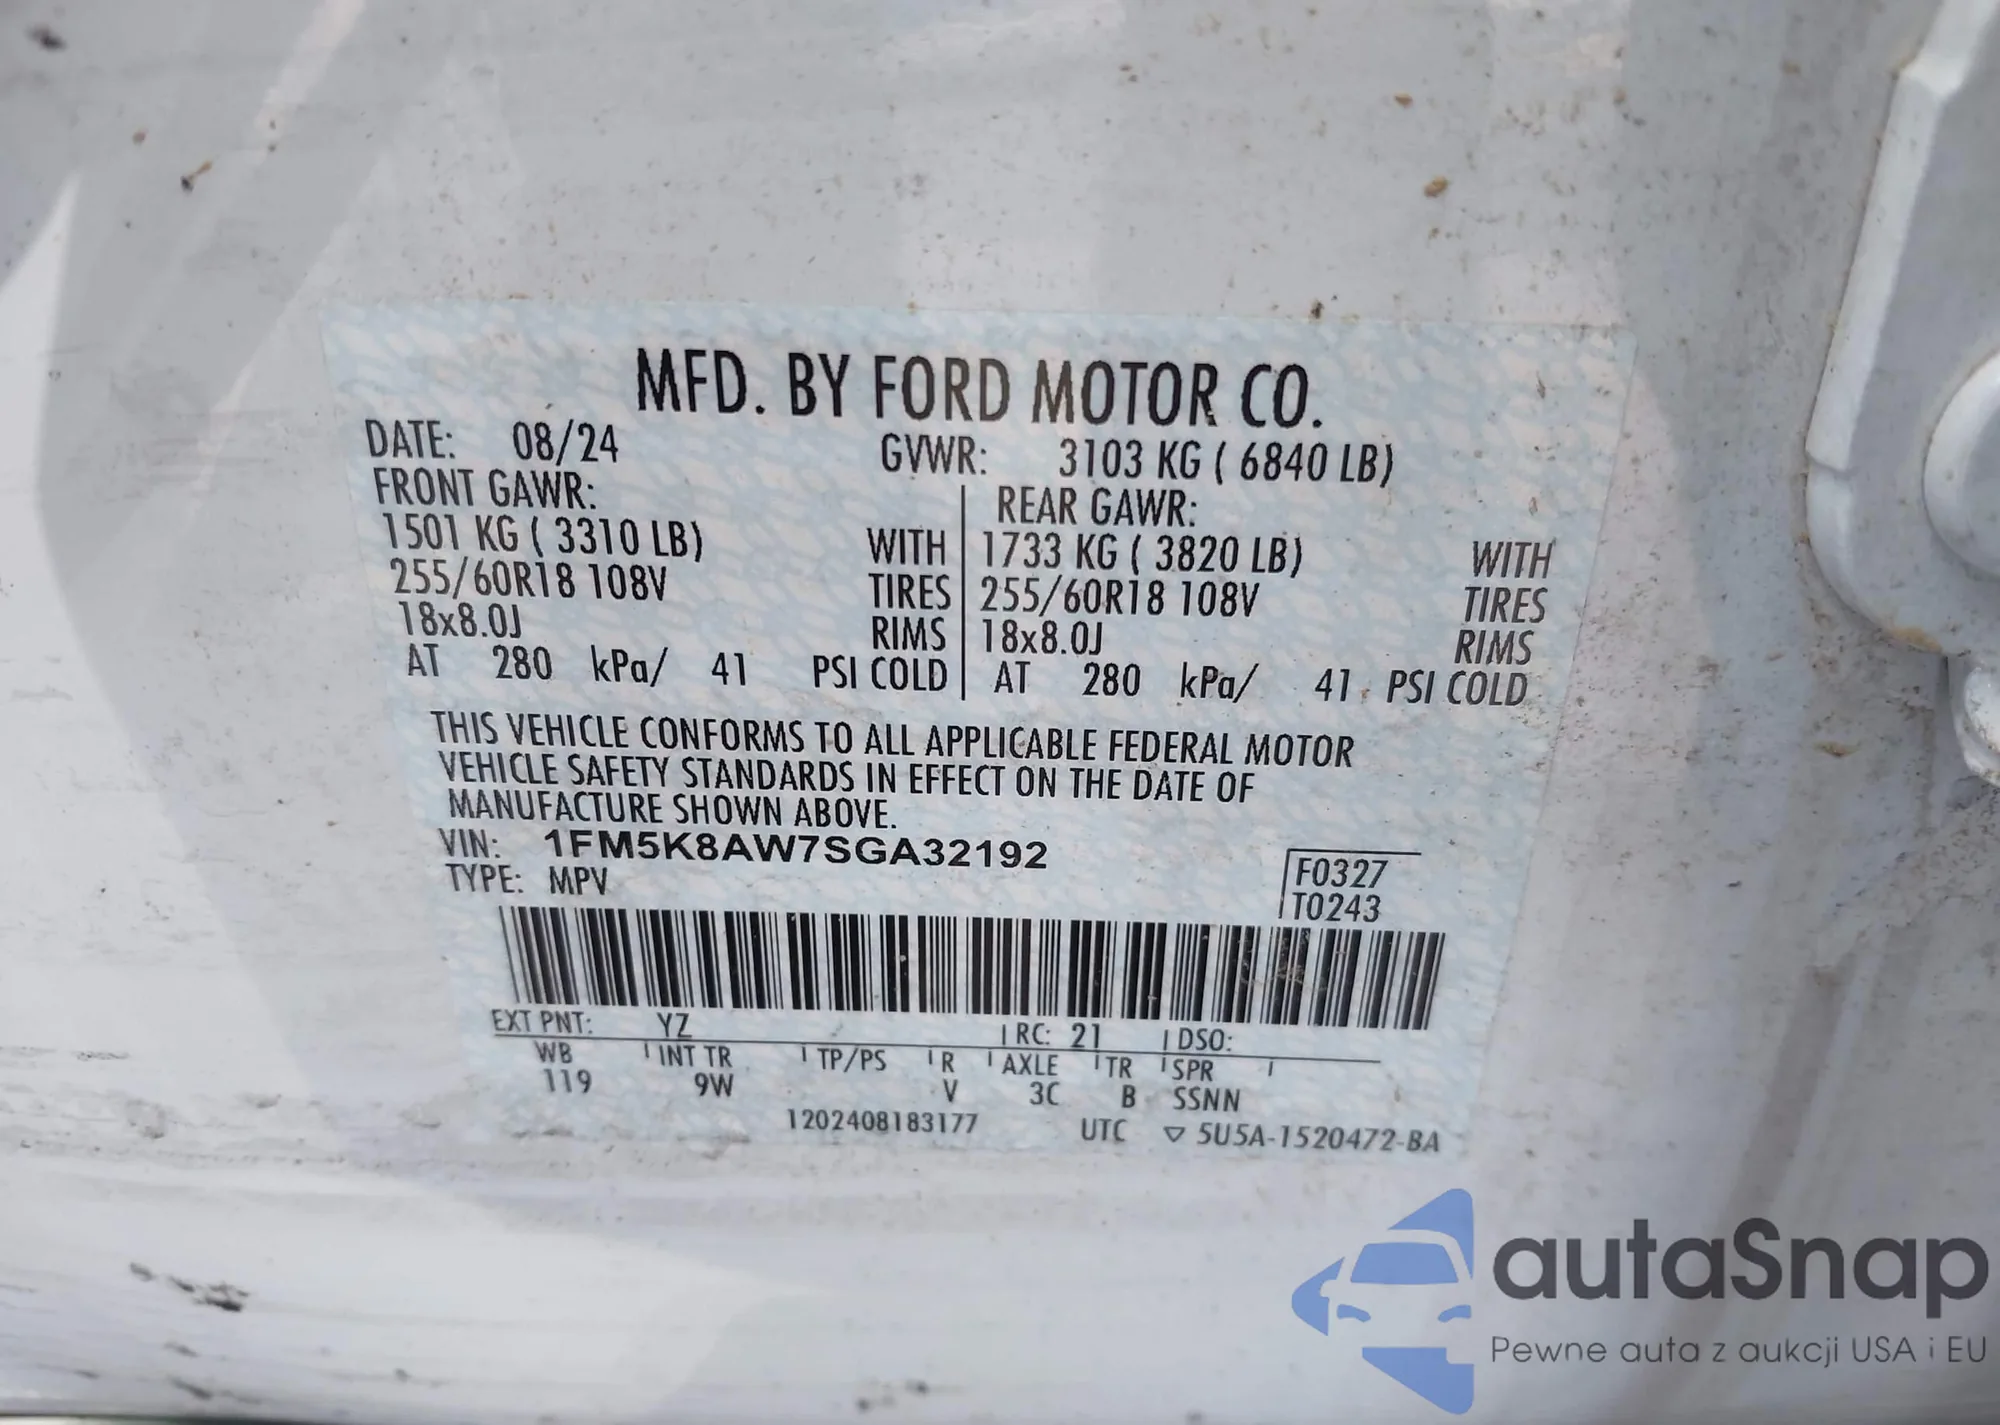 MFD. BY FORD MOTOR CO.
DATE: 08/24 GVWR: 3103 KG ( 6840 LB)
FRONT GAWR: REAR GAWR:
1501 KG ( 3310 LB) WITH 1733 KG ( 3820 LB) WITH
255/60R18 108V TIRES 255/60R18 108V TIRES
18x8.0J RIMS 18x8.0J RIMS
AT 280 kPa/ 41 PSI COLD AT 280 kPa/ 41 PSI COLD
THIS VEHICLE CONFORMS TO ALL APPLICABLE FEDERAL MOTOR
VEHICLE SAFETY STANDARDS IN EFFECT ON THE DATE OF
MANUFACTURE SHOWN ABOVE.
VIN: 1FM5K8AW7SGA32192
TYPE: MPV
F0327
T0243
EXT PNT: YZ RC: 21 DSO:
WB INT TR TP/PS R AXLE TR SPR
119 9W V 3C B SSNN
1202408183177 UTC ▽ 5U5A-1520472-BA
autaSnap
Pewne auta z aukcji USA i EU